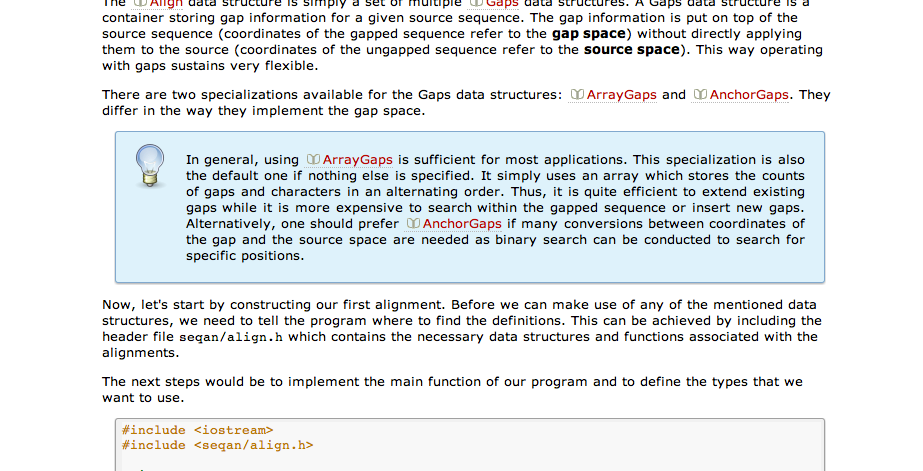 The Align data structure is simply a set of multiple Gaps data structures. A Gaps data structure is a
container storing gap information for a given source sequence. The gap information is put on top of the
source sequence (coordinates of the gapped sequence refer to the gap space) without directly applying
them to the source (coordinates of the ungapped sequence refer to the source space). This way operating
with gaps sustains very flexible.
There are two specializations available for the Gaps data structures: ArrayGaps and AnchorGaps. They
differ in the way they implement the gap space.
In general, using ArrayGaps is sufficient for most applications. This specialization is also
the default one if nothing else is specified. It simply uses an array which stores the counts
of gaps and characters in an alternating order. Thus, it is quite efficient to extend existing
gaps while it is more expensive to search within the gapped sequence or insert new gaps.
Alternatively, one should prefer AnchorGaps if many conversions between coordinates of
the gap and the source space are needed as binary search can be conducted to search for
specific positions.
Now, let's start by constructing our first alignment. Before we can make use of any of the mentioned data
structures, we need to tell the program where to find the definitions. This can be achieved by including the
header file seqan/align.h which contains the necessary data structures and functions associated with the
alignments.
The next steps would be to implement the main function of our program and to define the types that we
want to use.
#include <iostream>
#include <seqan/align.h>